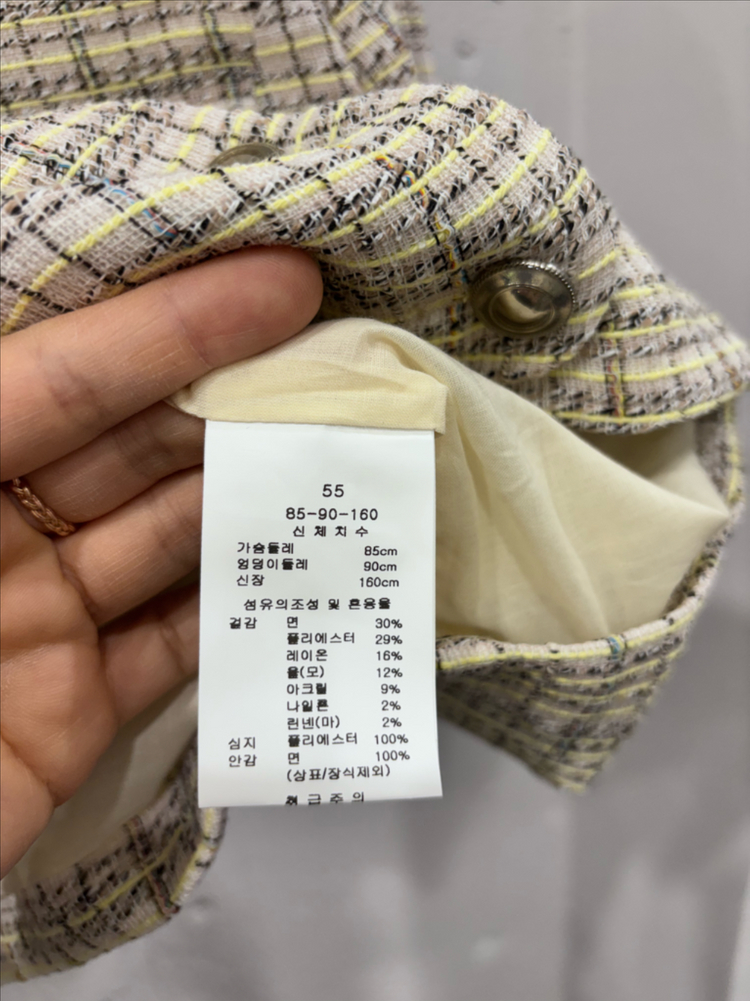 55
85-90-160
신 체 치 수
가슴둘레 85cm
엉덩이둘레 90cm
신장 160cm
섬유의조성 및 혼용율
겉감 면 30%
폴리에스터 29%
레이온 16%
울(모) 12%
아크릴 9%
나일론 2%
린넨(마) 2%
심지 폴리에스터 100%
안감 면 100%
(상표/장식제외)
취 급 주 의